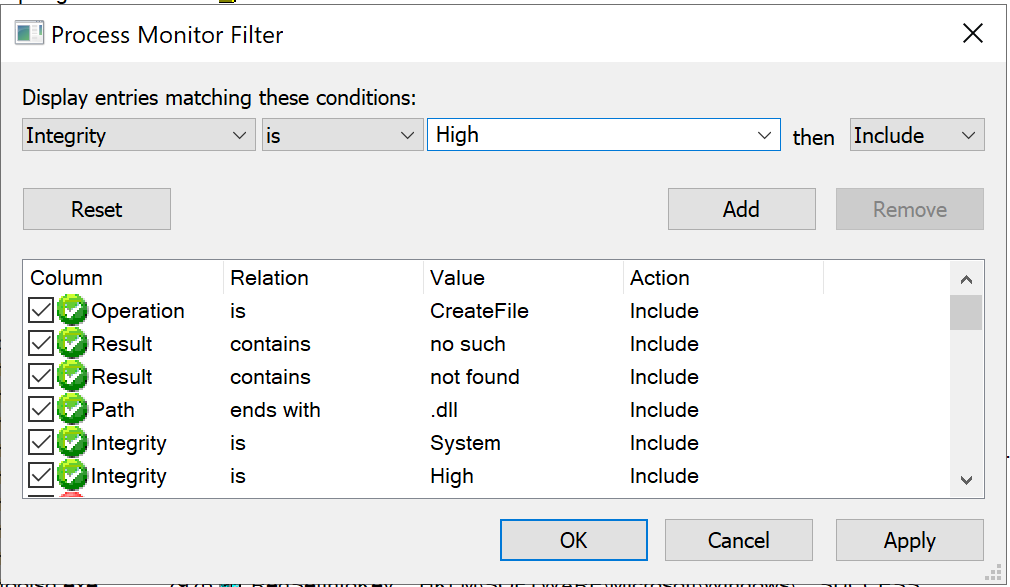 Process Monitor Filter
Display entries matching these conditions:
Integrity is High then Include
Reset Add Remove
Column Relation Value Action
Operation is CreateFile Include
Result contains no such Include
Result contains not found Include
Path ends with .dll Include
Integrity is System Include
Integrity is High Include
OK Cancel Apply